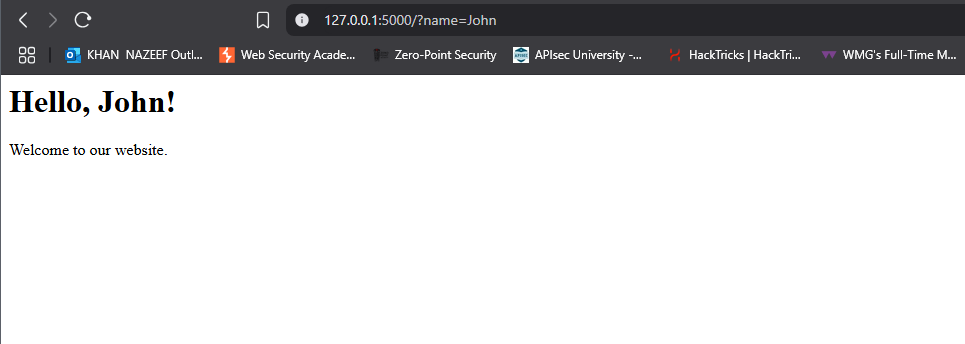 127.0.0.1:5000/?name=John
KHAN NAZEEF Outl... Web Security Acade... Zero-Point Security APIsec University -... HackTricks | HackTri... WMG's Full-Time M...
Hello, John!
Welcome to our website.